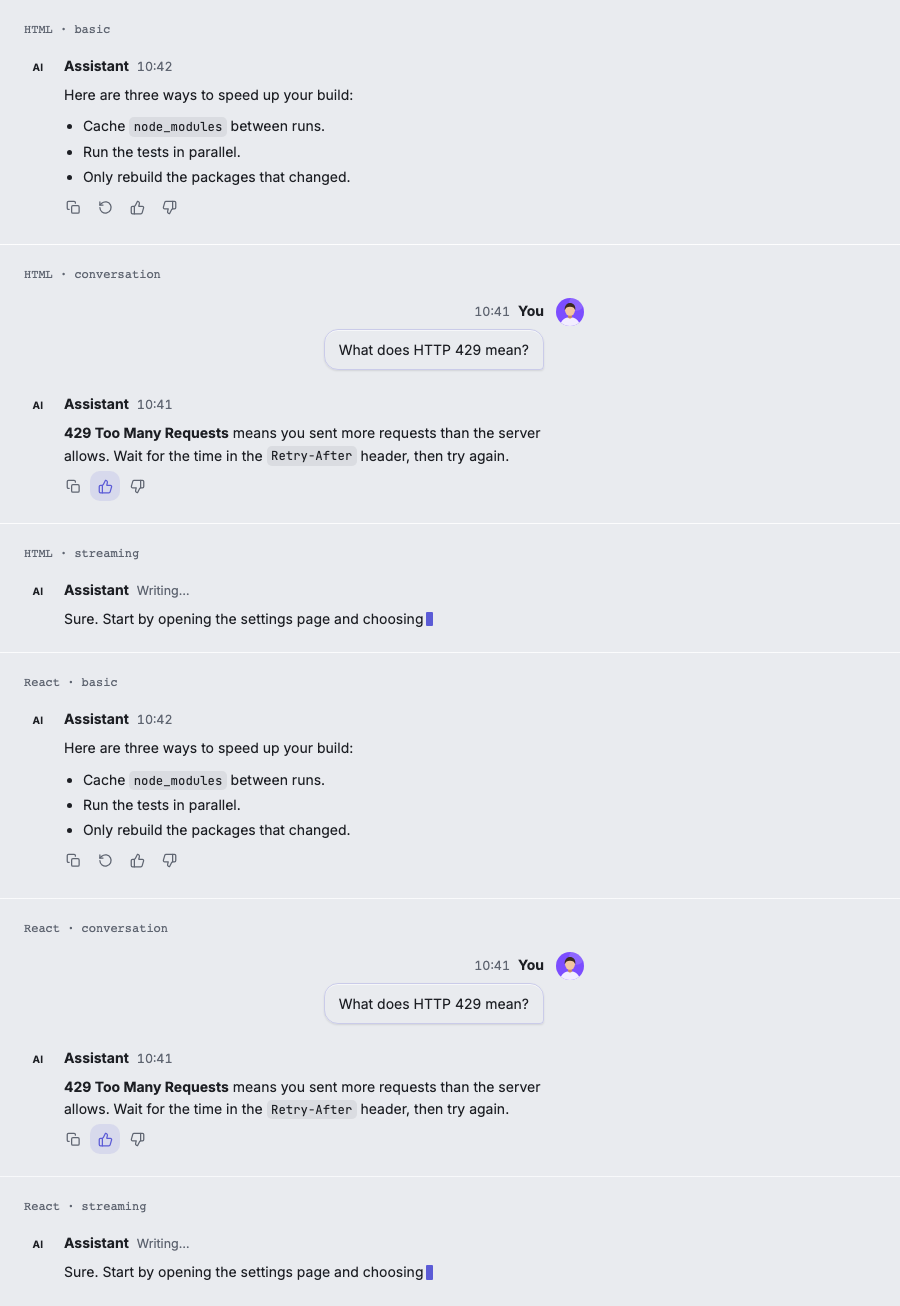 HTML · basic
AI Assistant 10:42
Here are three ways to speed up your build:
• Cache node_modules between runs.
• Run the tests in parallel.
• Only rebuild the packages that changed.
HTML · conversation
10:41 You
What does HTTP 429 mean?
AI Assistant 10:41
429 Too Many Requests means you sent more requests than the server
allows. Wait for the time in the Retry-After header, then try again.
HTML · streaming
AI Assistant Writing…
Sure. Start by opening the settings page and choosing
React · basic
AI Assistant 10:42
Here are three ways to speed up your build:
• Cache node_modules between runs.
• Run the tests in parallel.
• Only rebuild the packages that changed.
React · conversation
10:41 You
What does HTTP 429 mean?
AI Assistant 10:41
429 Too Many Requests means you sent more requests than the server
allows. Wait for the time in the Retry-After header, then try again.
React · streaming
AI Assistant Writing…
Sure. Start by opening the settings page and choosing